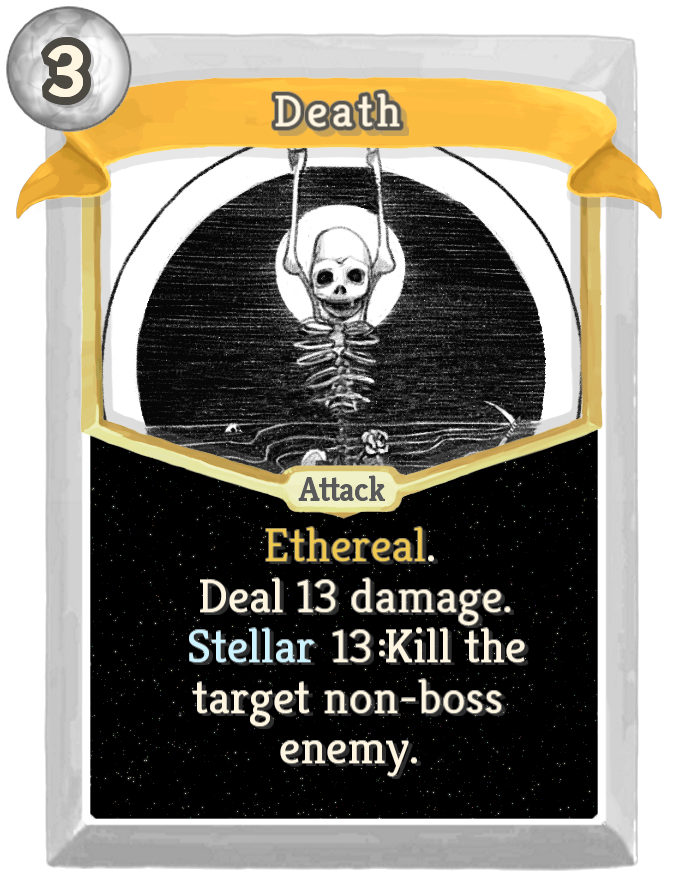 3
Death
Attack
Ethereal.
Deal 13 damage.
Stellar 13:Kill the
target non-boss
enemy.